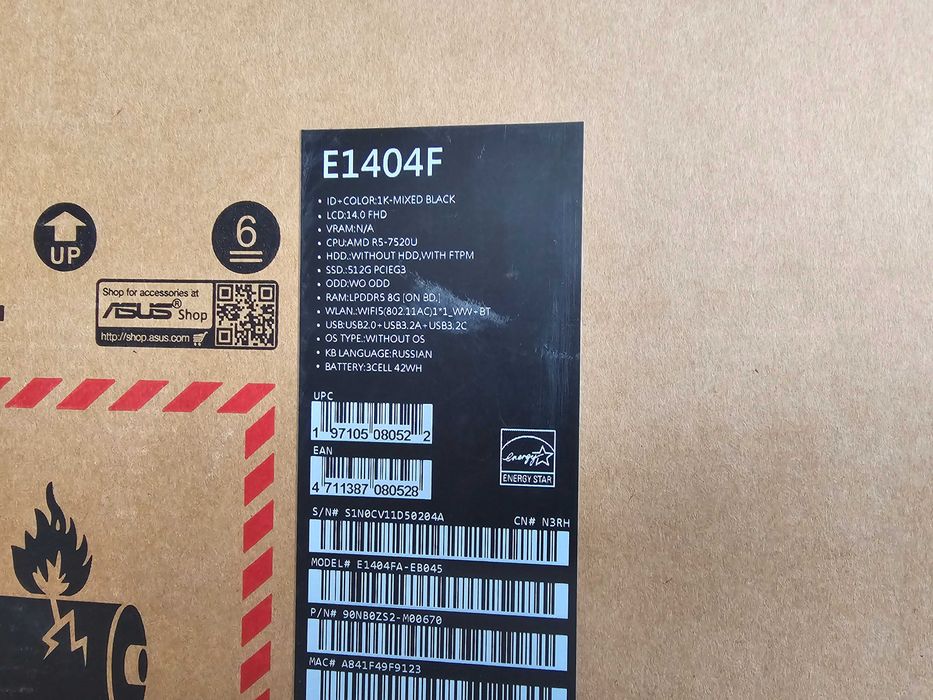 E1404F
• ID+COLOR:1K-MIXED BLACK
• LCD:14.0 FHD
• VRAM:N/A
• CPU:AMD R5-7520U
• HDD.:WITHOUT HDD,WITH FTPM
• SSD.:512G PCIEG3
• ODD:WO ODD
• RAM:LPDDR5 8G [ON BD.]
• WLAN.:WIFI5(802.11AC)1*1_WW+BT
• USB:USB2.0+USB3.2A+USB3.2C
• OS TYPE.:WITHOUT OS
• KB LANGUAGE:RUSSIAN
• BATTERY:3CELL 42WH
UP
6
Shop for accessories at
ASUS® Shop
http://shop.asus.com
UPC
1 97105 08052 2
EAN
4 711387 080528
energy
ENERGY STAR
S/N# S1N0CV11D50204A
CN# N3RH
MODEL# E1404FA-EB045
P/N# 90NB0ZS2-M00670
MAC# AB41F49F9123